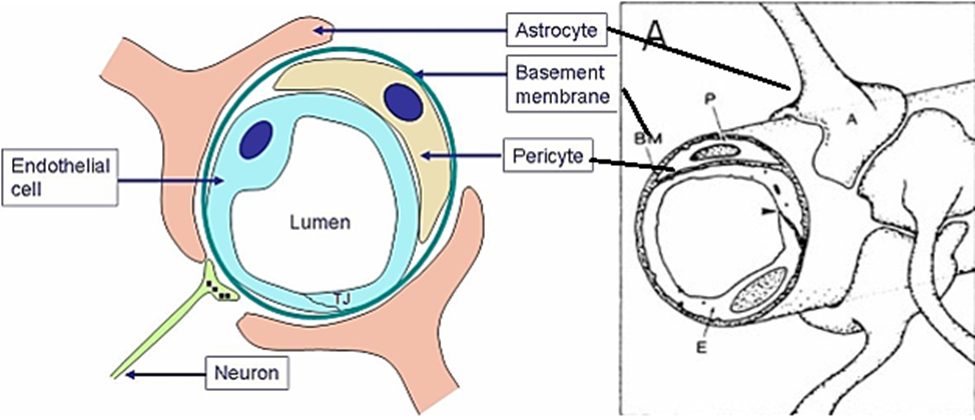 Astrocyte
Basement
membrane
Pericyte
Endothelial
cell
Lumen
TJ
Neuron
A
P
A
BM
E